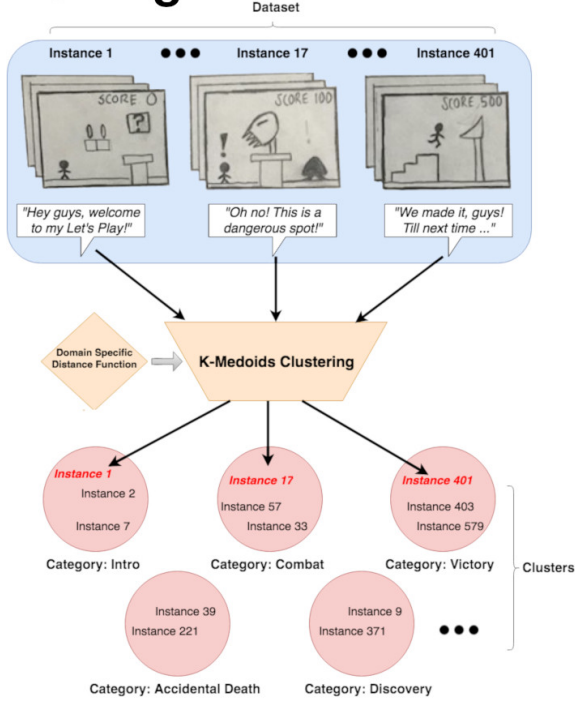 Dataset
Instance 1 ●●● Instance 17 ●●● Instance 401
SCORE 0
?
SCORE 100
!
!
SCORE 500
"Hey guys, welcome
to my Let's Play!"
"Oh no! This is a
dangerous spot!"
"We made it, guys!
Till next time ..."
Domain Specific
Distance Function
K-Medoids Clustering
Instance 1
Instance 2
Instance 7
Category: Intro
Instance 17
Instance 57
Instance 33
Category: Combat
Instance 401
Instance 403
Instance 579
Category: Victory
Clusters
Instance 39
Instance 221
Category: Accidental Death
Instance 9
Instance 371
Category: Discovery
●●●